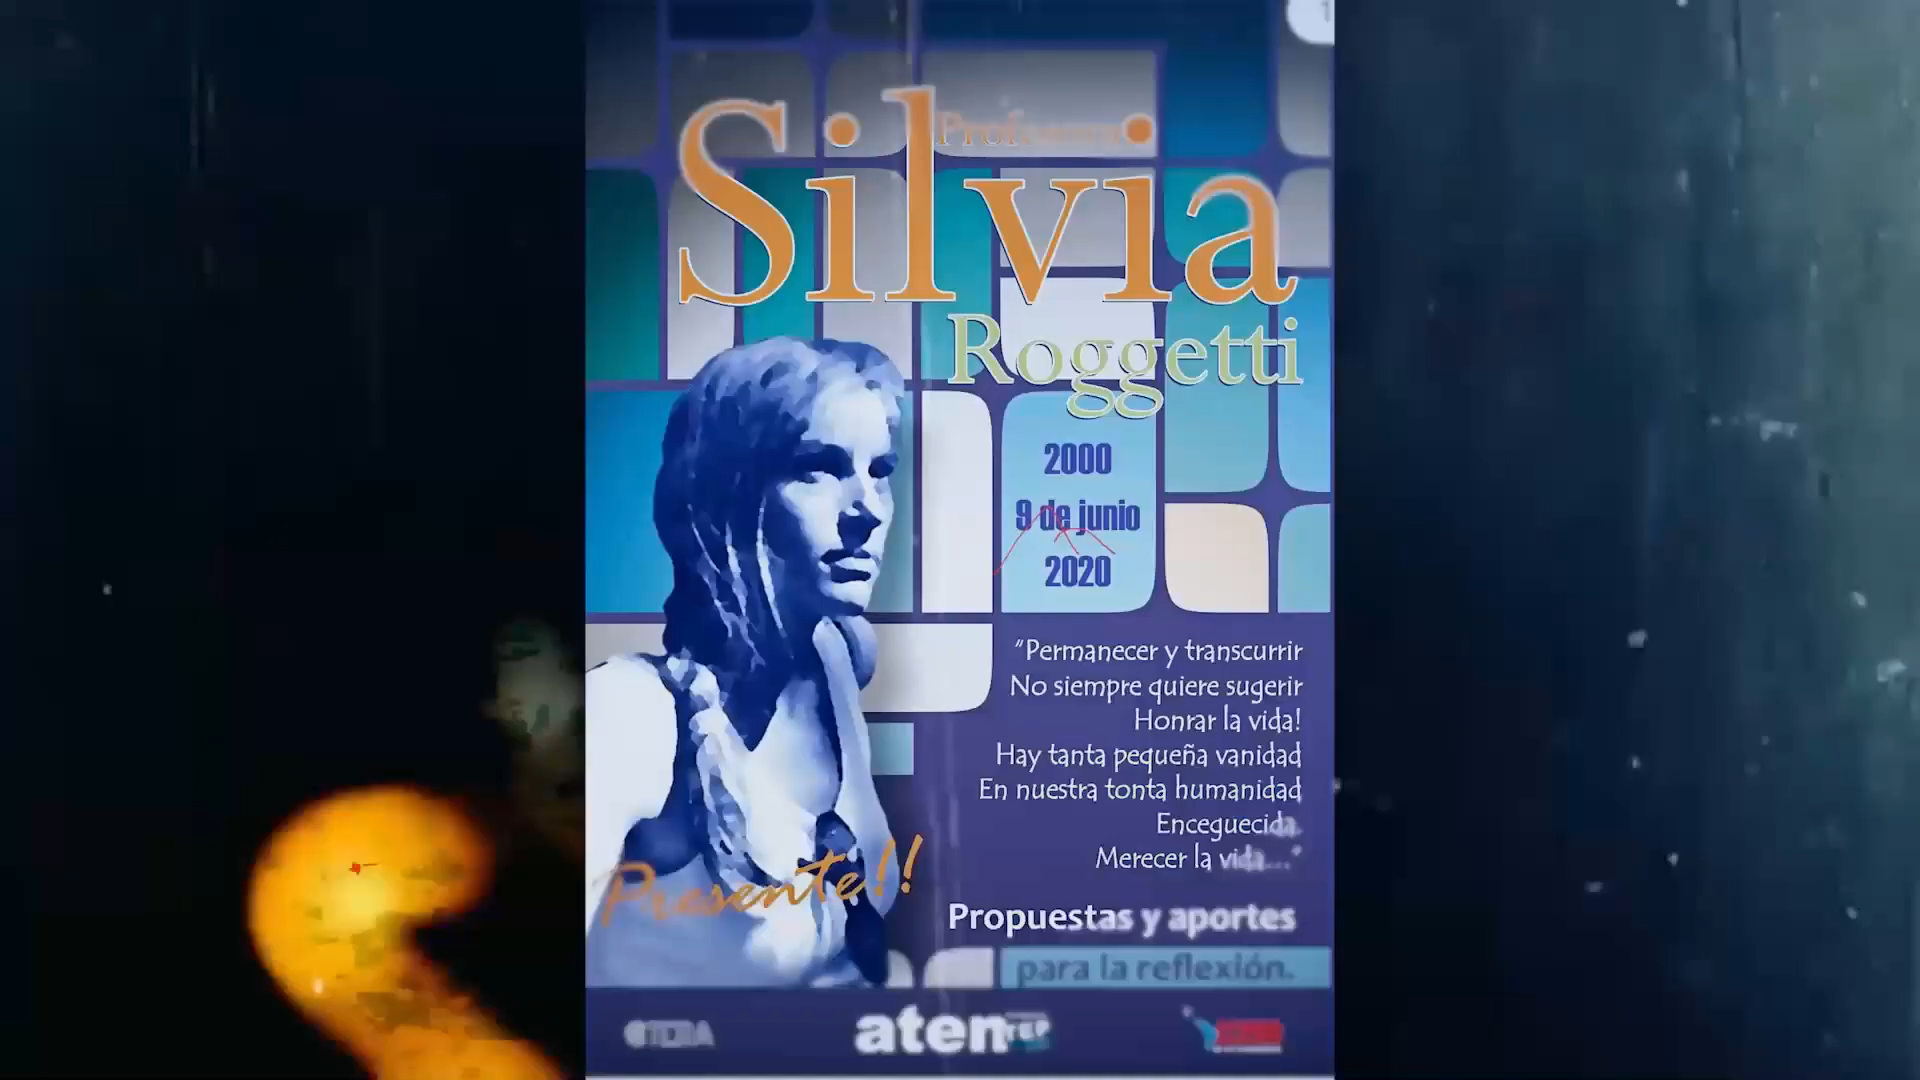 Silvia
Roggetti
2000
9 de junio
2020
“Permanecer y transcurrir
No siempre quiere sugerir
Honrar la vida!
Hay tanta pequeña vanidad
En nuestra tonta humanidad
Enceguecida.
Merecer la vida...”
Presente!!
Propuestas y aportes
para la reflexión.
aten